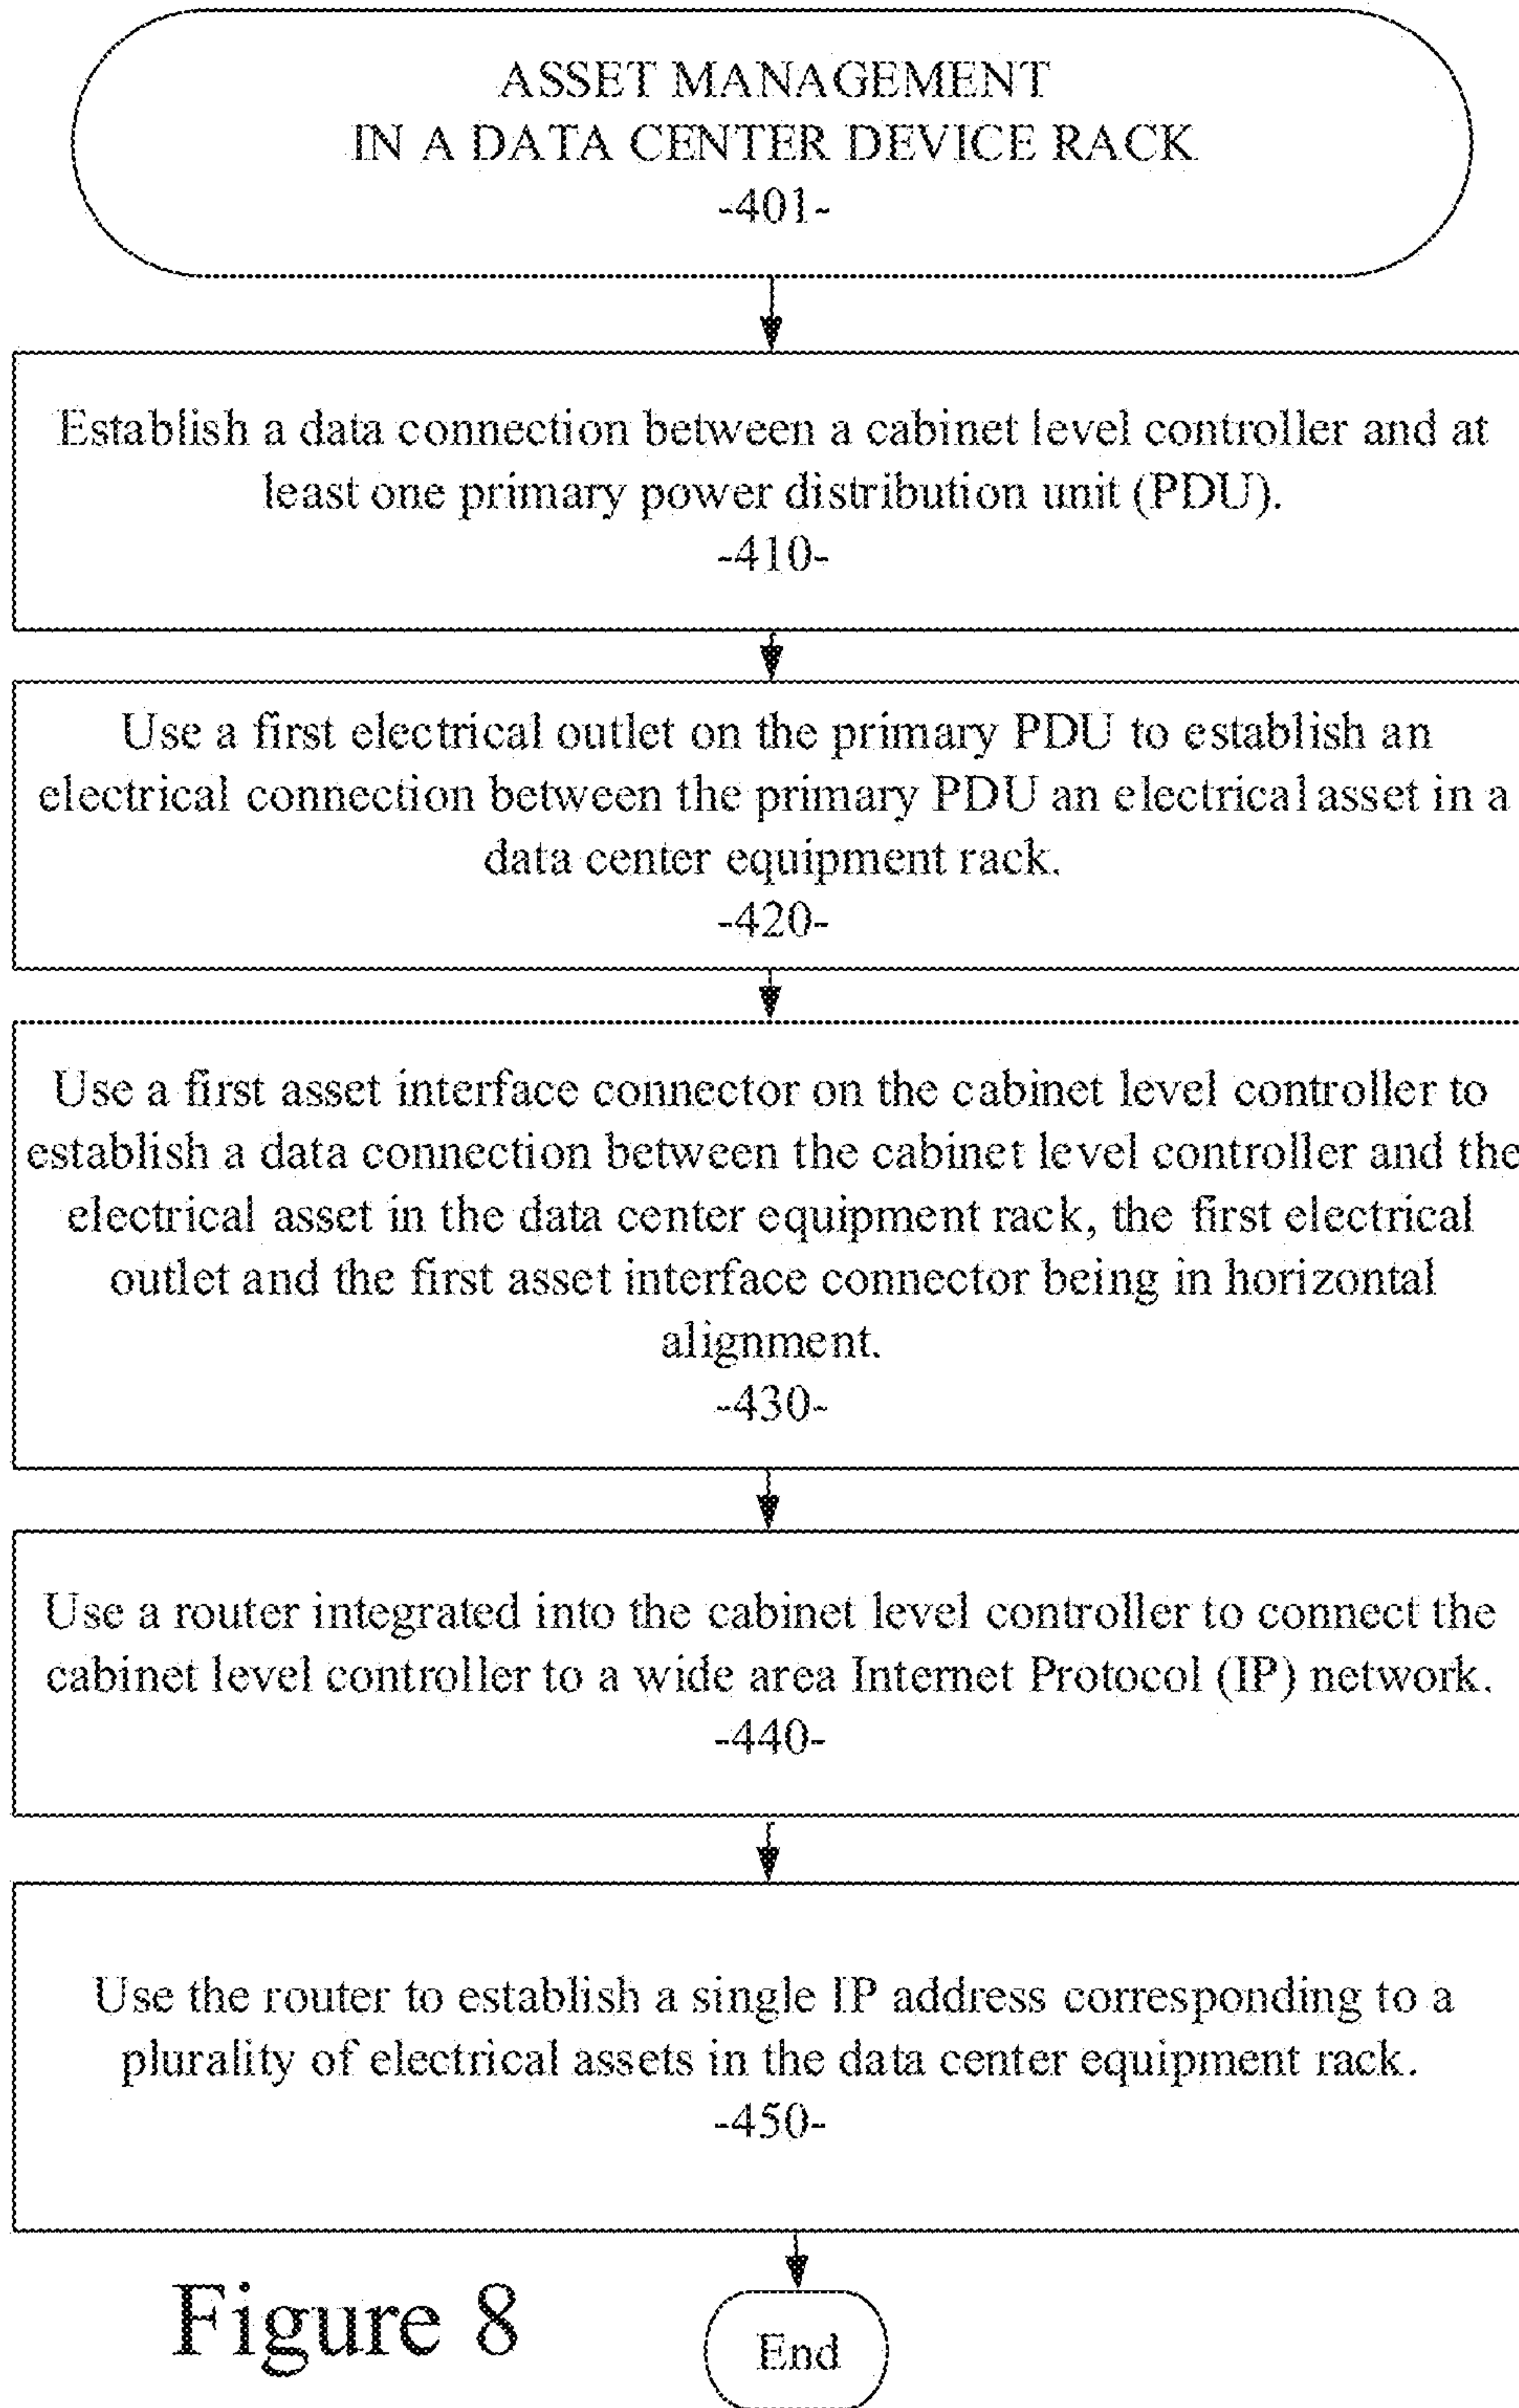 ASSET MANAGEMENT
IN A DATA CENTER DEVICE RACK
-401-
Establish a data connection between a cabinet level controller and at
least one primary power distribution unit (PDU).
-410-
Use a first electrical outlet on the primary PDU to establish an
electrical connection between the primary PDU an electrical asset in a
data center equipment rack.
-420-
Use a first asset interface connector on the cabinet level controller to
establish a data connection between the cabinet level controller and the
electrical asset in the data center equipment rack, the first electrical
outlet and the first asset interface connector being in horizontal
alignment.
-430-
Use a router integrated into the cabinet level controller to connect the
cabinet level controller to a wide area Internet Protocol (IP) network.
-440-
Use the router to establish a single IP address corresponding to a
plurality of electrical assets in the data center equipment rack.
-450-
Figure 8
End